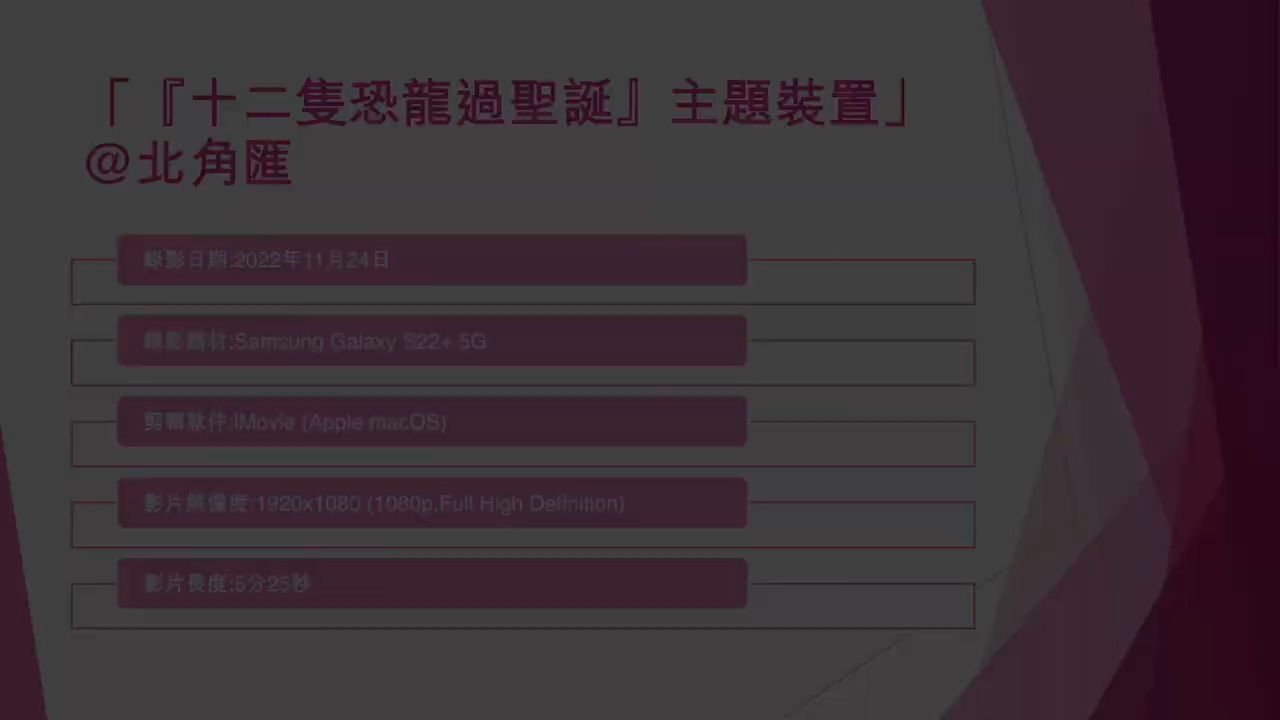 「『十二隻恐龍過聖誕』主題裝置」
@北角匯
錄影日期:2022年11月24日
錄影器材:Samsung Galaxy S22+ 5G
剪輯軟件:iMovie (Apple macOS)
影片解像度:1920x1080 (1080p,Full High Definition)
影片長度:5分25秒